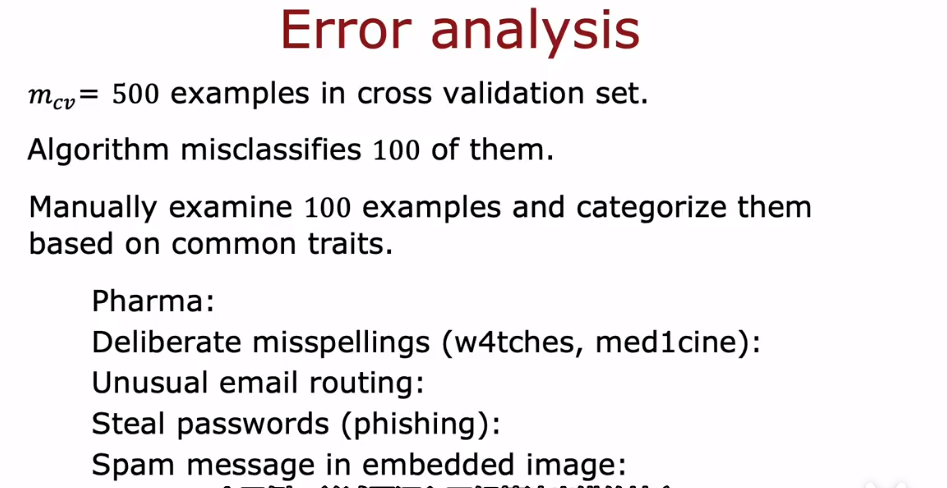 Error analysis
m_cv = 500 examples in cross validation set.
Algorithm misclassifies 100 of them.
Manually examine 100 examples and categorize them
based on common traits.
Pharma:
Deliberate misspellings (w4tches, med1cine):
Unusual email routing:
Steal passwords (phishing):
Spam message in embedded image: